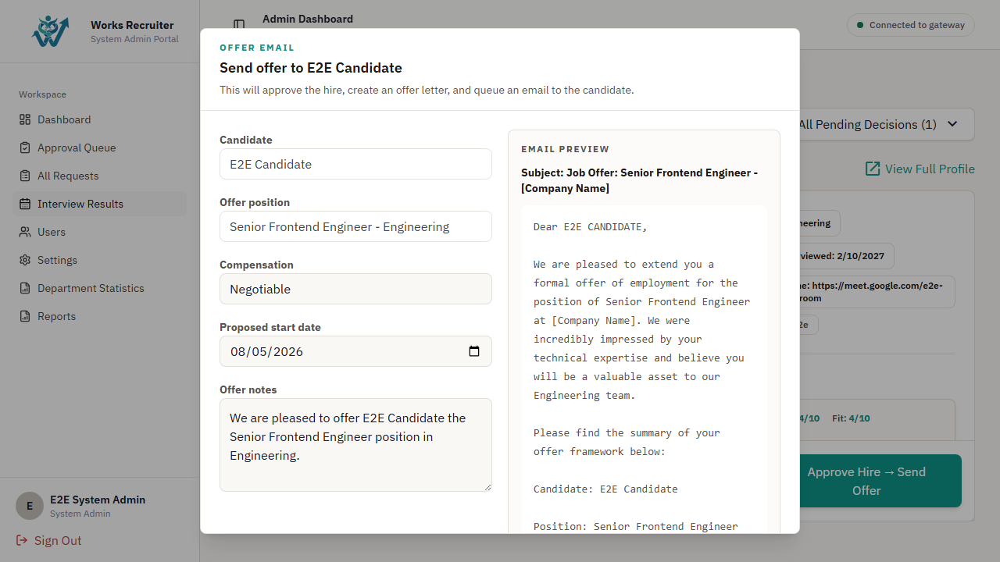 Works Recruiter
System Admin Portal
Workspace
Dashboard
Approval Queue
All Requests
Interview Results
Users
Settings
Department Statistics
Reports
E
E2E System Admin
System Admin
Sign Out
Admin Dashboard
Connected to gateway
OFFER EMAIL
Send offer to E2E Candidate
This will approve the hire, create an offer letter, and queue an email to the candidate.
Candidate
E2E Candidate
Offer position
Senior Frontend Engineer - Engineering
Compensation
Negotiable
Proposed start date
08/05/2026
Offer notes
We are pleased to offer E2E Candidate the
Senior Frontend Engineer position in
Engineering.
EMAIL PREVIEW
Subject: Job Offer: Senior Frontend Engineer -
[Company Name]
Dear E2E CANDIDATE,
We are pleased to extend you a
formal offer of employment for the
position of Senior Frontend Engineer
at [Company Name]. We were
incredibly impressed by your
technical expertise and believe you
will be a valuable asset to our
Engineering team.
Please find the summary of your
offer framework below:
Candidate: E2E Candidate
Position: Senior Frontend Engineer
All Pending Decisions (1)
View Full Profile
neering
viewed: 2/10/2027
ne: https://meet.google.com/e2e-
room
2e
4/10 Fit: 4/10
Approve Hire → Send
Offer